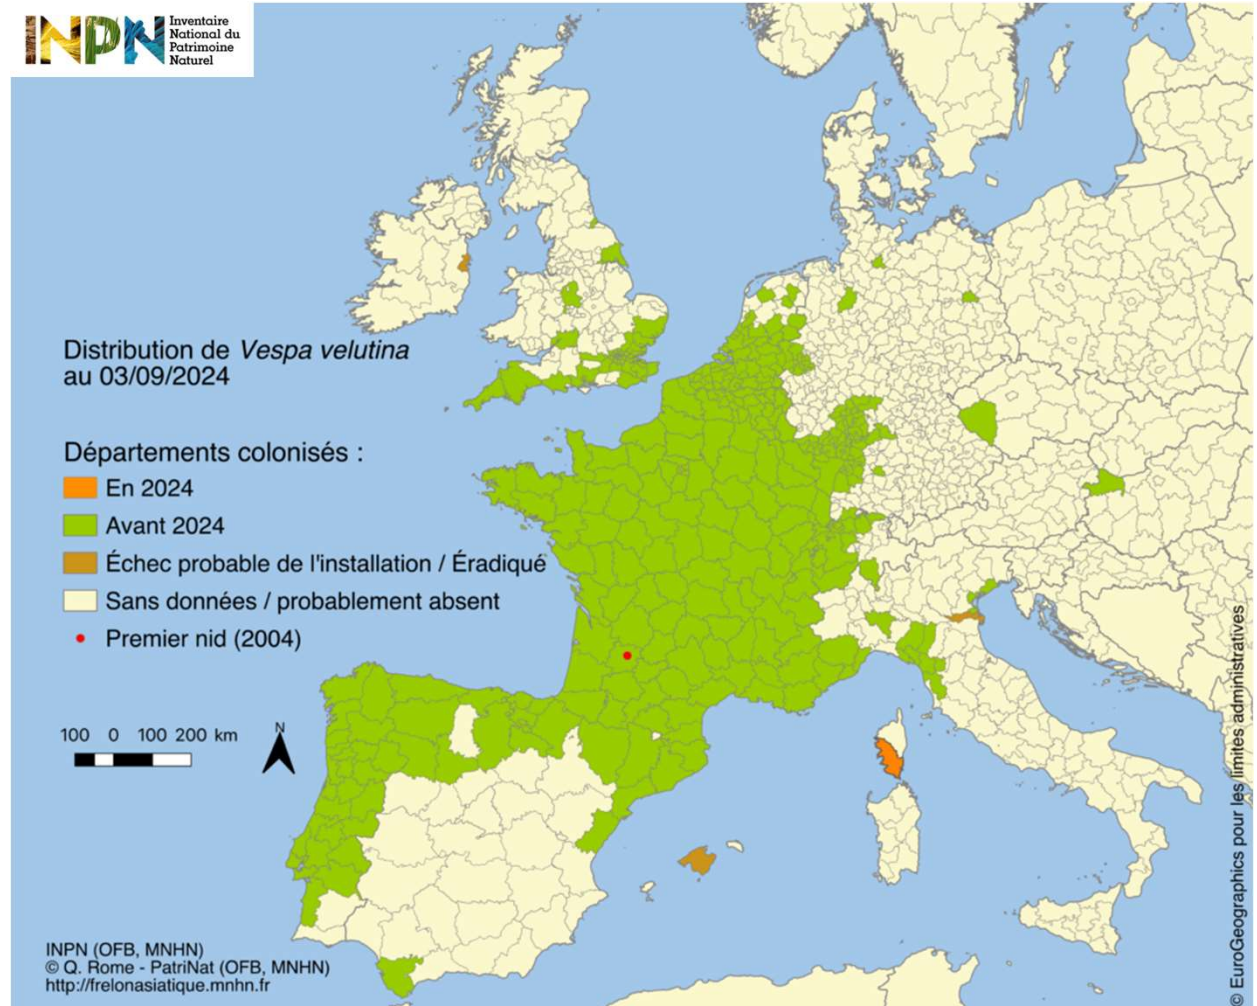 INPN
Inventaire
National du
Patrimoine
Naturel
Distribution de Vespa velutina
au 03/09/2024
Départements colonisés :
En 2024
Avant 2024
Échec probable de l'installation / Éradiqué
Sans données / probablement absent
Premier nid (2004)
100 0 100 200 km
N
INPN (OFB, MNHN)
© Q. Rome - PatriNat (OFB, MNHN)
http://frelonasiatique.mnhn.fr
© EuroGeographics pour les limites administratives